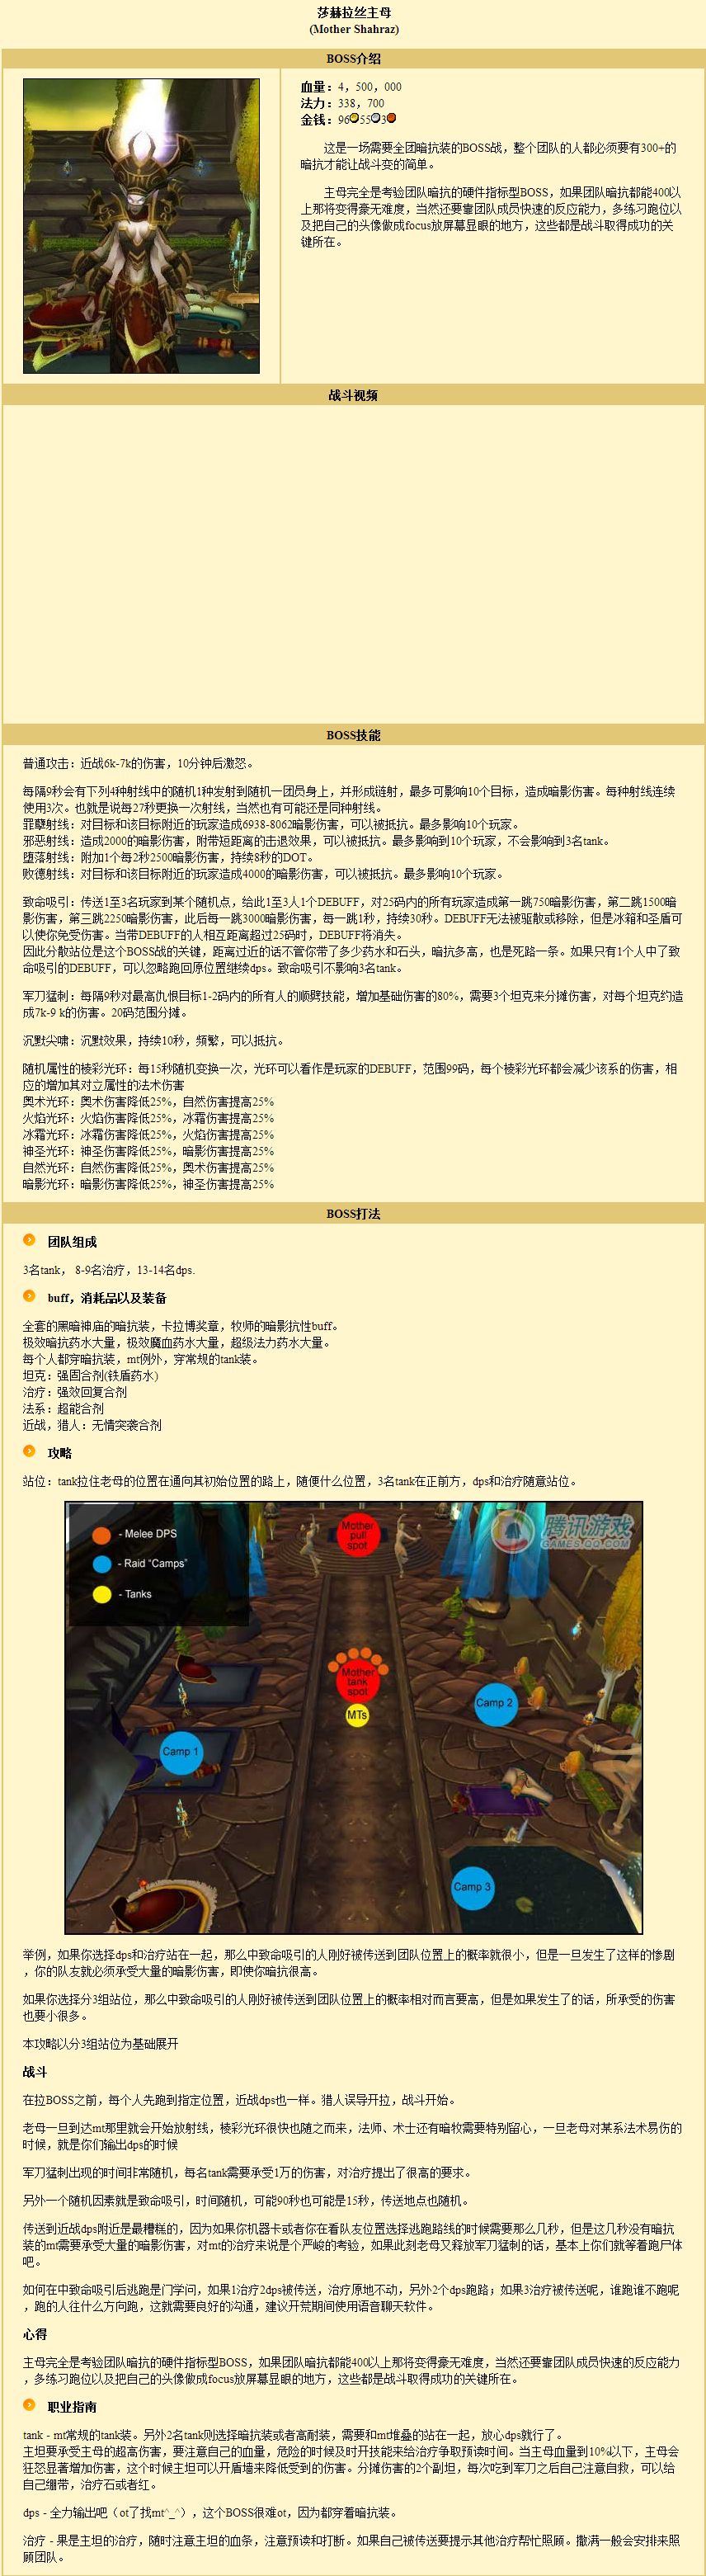 莎赫拉丝主母
(Mother Shahraz)
BOSS介绍
血量：4，500，000
法力：338，700
金钱：96 55 3
这是一场需要全团暗抗装的BOSS战，整个团队的人都必须要有300+的
暗抗才能让战斗变的简单。
主母完全是考验团队暗抗的硬件指标型BOSS，如果团队暗抗都能400以
上那将变得豪无难度，当然还要靠团队成员快速的反应能力，多练习跑位以
及把自己的头像做成focus放屏幕显眼的地方，这些都是战斗取得成功的关
键所在。
战斗视频
BOSS技能
普通攻击：近战6k-7k的伤害，10分钟后激怒。
每隔9秒会有下列4种射线中的随机1种发射到随机一团员身上，并形成链射，最多可影响10个目标，造成暗影伤害。每种射线连续
使用3次。也就是说每27秒更换一次射线，当然也有可能还是同种射线。
罪孽射线：对目标和该目标附近的玩家造成6938-8062暗影伤害，可以被抵抗。最多影响10个玩家。
邪恶射线：造成2000的暗影伤害，附带短距离的击退效果，可以被抵抗。最多影响到10个玩家，不会影响到3名tank。
堕落射线：附加1个每2秒2500暗影伤害，持续8秒的DOT。
败德射线：对目标和该目标附近的玩家造成4000的暗影伤害，可以被抵抗。最多影响10个玩家。
致命吸引：传送1至3名玩家到某个随机点，给此1至3人1个DEBUFF，对25码内的所有玩家造成第一跳750暗影伤害，第二跳1500暗
影伤害，第三跳2250暗影伤害，此后每一跳3000暗影伤害，每一跳1秒，持续30秒。DEBUFF无法被驱散或移除，但是冰箱和圣盾可
以使你免受伤害。当带DEBUFF的人相互距离超过25码时，DEBUFF将消失。
因此分散站位是这个BOSS战的关键，距离过近的话不管你带了多少药水和石头，暗抗多高，也是死路一条。如果只有1个人中了致
命吸引的DEBUFF，可以忽略跑回原位置继续dps。致命吸引不影响3名tank。
军刀猛刺：每隔9秒对最高仇恨目标1-2码内的所有人的顺劈技能，增加基础伤害的80%，需要3个坦克来分摊伤害，对每个坦克约造
成7k-9 k的伤害。20码范围分摊。
沉默尖啸：沉默效果，持续10秒，频繁，可以抵抗。
随机属性的棱彩光环：每15秒随机变换一次，光环可以看作是玩家的DEBUFF，范围99码，每个棱彩光环都会减少该系的伤害，相
应的增加其对立属性的法术伤害
奥术光环：奥术伤害降低25%，自然伤害提高25%
火焰光环：火焰伤害降低25%，冰霜伤害提高25%
冰霜光环：冰霜伤害降低25%，火焰伤害提高25%
神圣光环：神圣伤害降低25%，暗影伤害提高25%
自然光环：自然伤害降低25%，奥术伤害提高25%
暗影光环：暗影伤害降低25%，神圣伤害提高25%
BOSS打法
团队组成
3名tank， 8-9名治疗，13-14名dps.
buff，消耗品以及装备
全套的黑暗神庙的暗抗装，卡拉博奖章，牧师的暗影抗性buff。
极效暗抗药水大量，极效魔血药水大量，超级法力药水大量。
每个人都穿暗抗装，mt例外，穿常规的tank装。
坦克：强固合剂(铁盾药水)
治疗：强效回复合剂
法系：超能合剂
近战，猎人：无情突袭合剂
攻略
站位：tank拉住老母的位置在通向其初始位置的路上，随便什么位置，3名tank在正前方，dps和治疗随意站位。
- Melee DPS
- Raid “Camps”
- Tanks
Mother
pull
spot
腾讯游戏
GAMES.QQ.COM
Mother
tank
spot
MTs
Camp 2
Camp 1
Camp 3
举例，如果你选择dps和治疗站在一起，那么中致命吸引的人刚好被传送到团队位置上的概率就很小，但是一旦发生了这样的惨剧
，你的队友就必须承受大量的暗影伤害，即使你暗抗很高。
如果你选择分3组站位，那么中致命吸引的人刚好被传送到团队位置上的概率相对而言要高，但是如果发生了的话，所承受的伤害
也要小很多。
本攻略以分3组站位为基础展开
战斗
在拉BOSS之前，每个人先跑到指定位置，近战dps也一样。猎人误导开拉，战斗开始。
老母一旦到达mt那里就会开始放射线，棱彩光环很快也随之而来，法师、术士还有暗牧需要特别留心，一旦老母对某系法术易伤的
时候，就是你们输出dps的时候
军刀猛刺出现的时间非常随机，每名tank需要承受1万的伤害，对治疗提出了很高的要求。
另外一个随机因素就是致命吸引，时间随机，可能90秒也可能是15秒，传送地点也随机。
传送到近战dps附近是最糟糕的，因为如果你机器卡或者你在看队友位置选择逃跑路线的时候需要那么几秒，但是这几秒没有暗抗
装的mt需要承受大量的暗影伤害，对mt的治疗来说是个严峻的考验，如果此刻老母又释放军刀猛刺的话，基本上你们就等着跑尸体
吧。
如何在中致命吸引后逃跑是门学问，如果1治疗2dps被传送，治疗原地不动，另外2个dps跑路；如果3治疗被传送呢，谁跑谁不跑呢
，跑的人往什么方向跑，这就需要良好的沟通，建议开荒期间使用语音聊天软件。
心得
主母完全是考验团队暗抗的硬件指标型BOSS，如果团队暗抗都能400以上那将变得豪无难度，当然还要靠团队成员快速的反应能力
，多练习跑位以及把自己的头像做成focus放屏幕显眼的地方，这些都是战斗取得成功的关键所在。
职业指南
tank - mt常规的tank装。另外2名tank则选择暗抗装或者高耐装，需要和mt堆叠的站在一起，放心dps就行了。
主坦要承受主母的超高伤害，要注意自己的血量，危险的时候及时开技能来给治疗争取预读时间。当主母血量到10%以下，主母会
狂怒显著增加伤害，这个时候主坦可以开盾墙来降低受到的伤害。分摊伤害的2个副坦，每次吃到军刀之后自己注意自救，可以给
自己绷带，治疗石或者红。
dps - 全力输出吧（ot了找mt^_^），这个BOSS很难ot，因为都穿着暗抗装。
治疗 - 果是主坦的治疗，随时注意主坦的血条，注意预读和打断。如果自己被传送要提示其他治疗帮忙照顾。撒满一般会安排来照
顾团队。